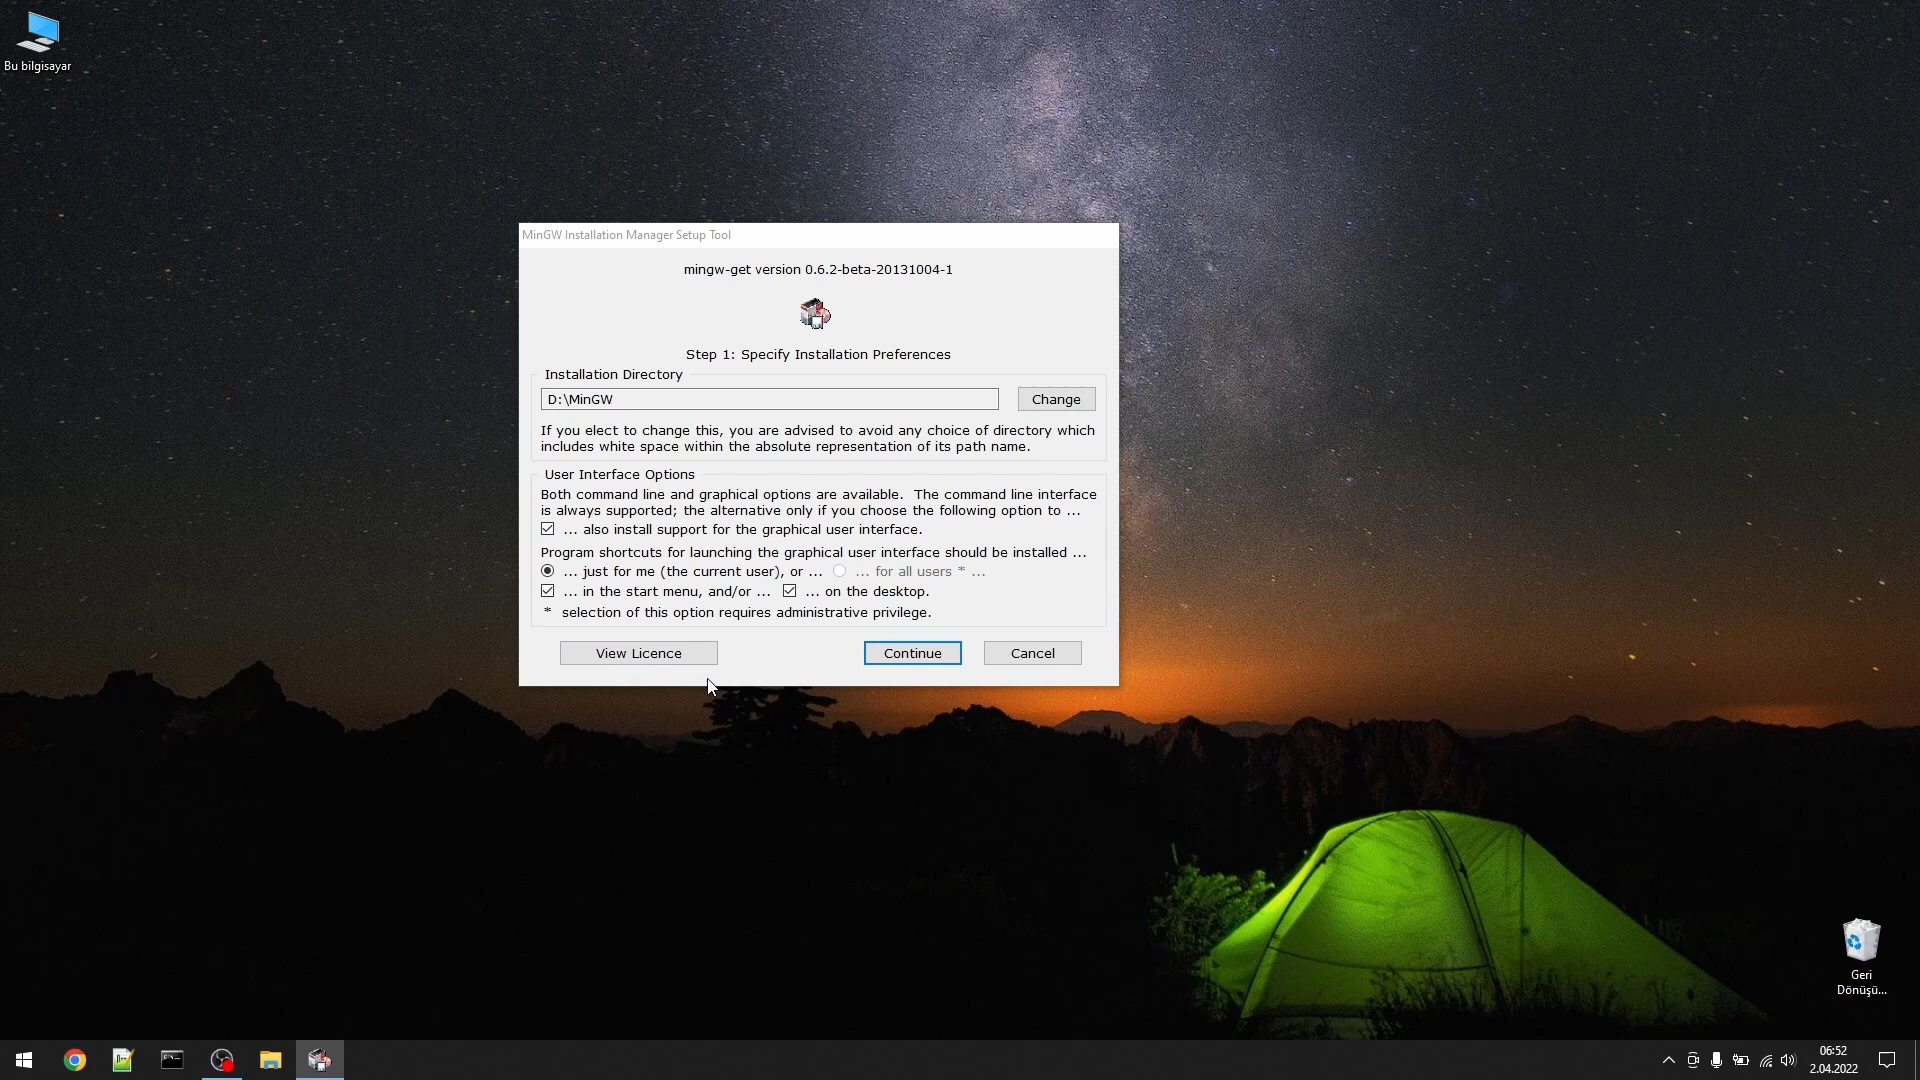 Bu bilgisayar
MinGW Installation Manager Setup Tool
mingw-get version 0.6.2-beta-20131004-1
Step 1: Specify Installation Preferences
Installation Directory
D:\MinGW
Change
If you elect to change this, you are advised to avoid any choice of directory which
includes white space within the absolute representation of its path name.
User Interface Options
Both command line and graphical options are available. The command line interface
is always supported; the alternative only if you choose the following option to ...
... also install support for the graphical user interface.
Program shortcuts for launching the graphical user interface should be installed ...
... just for me (the current user), or ... ... for all users * ...
... in the start menu, and/or ... ... on the desktop.
* selection of this option requires administrative privilege.
View Licence Continue Cancel
Geri
Dönüşü...
06:52
2.04.2022